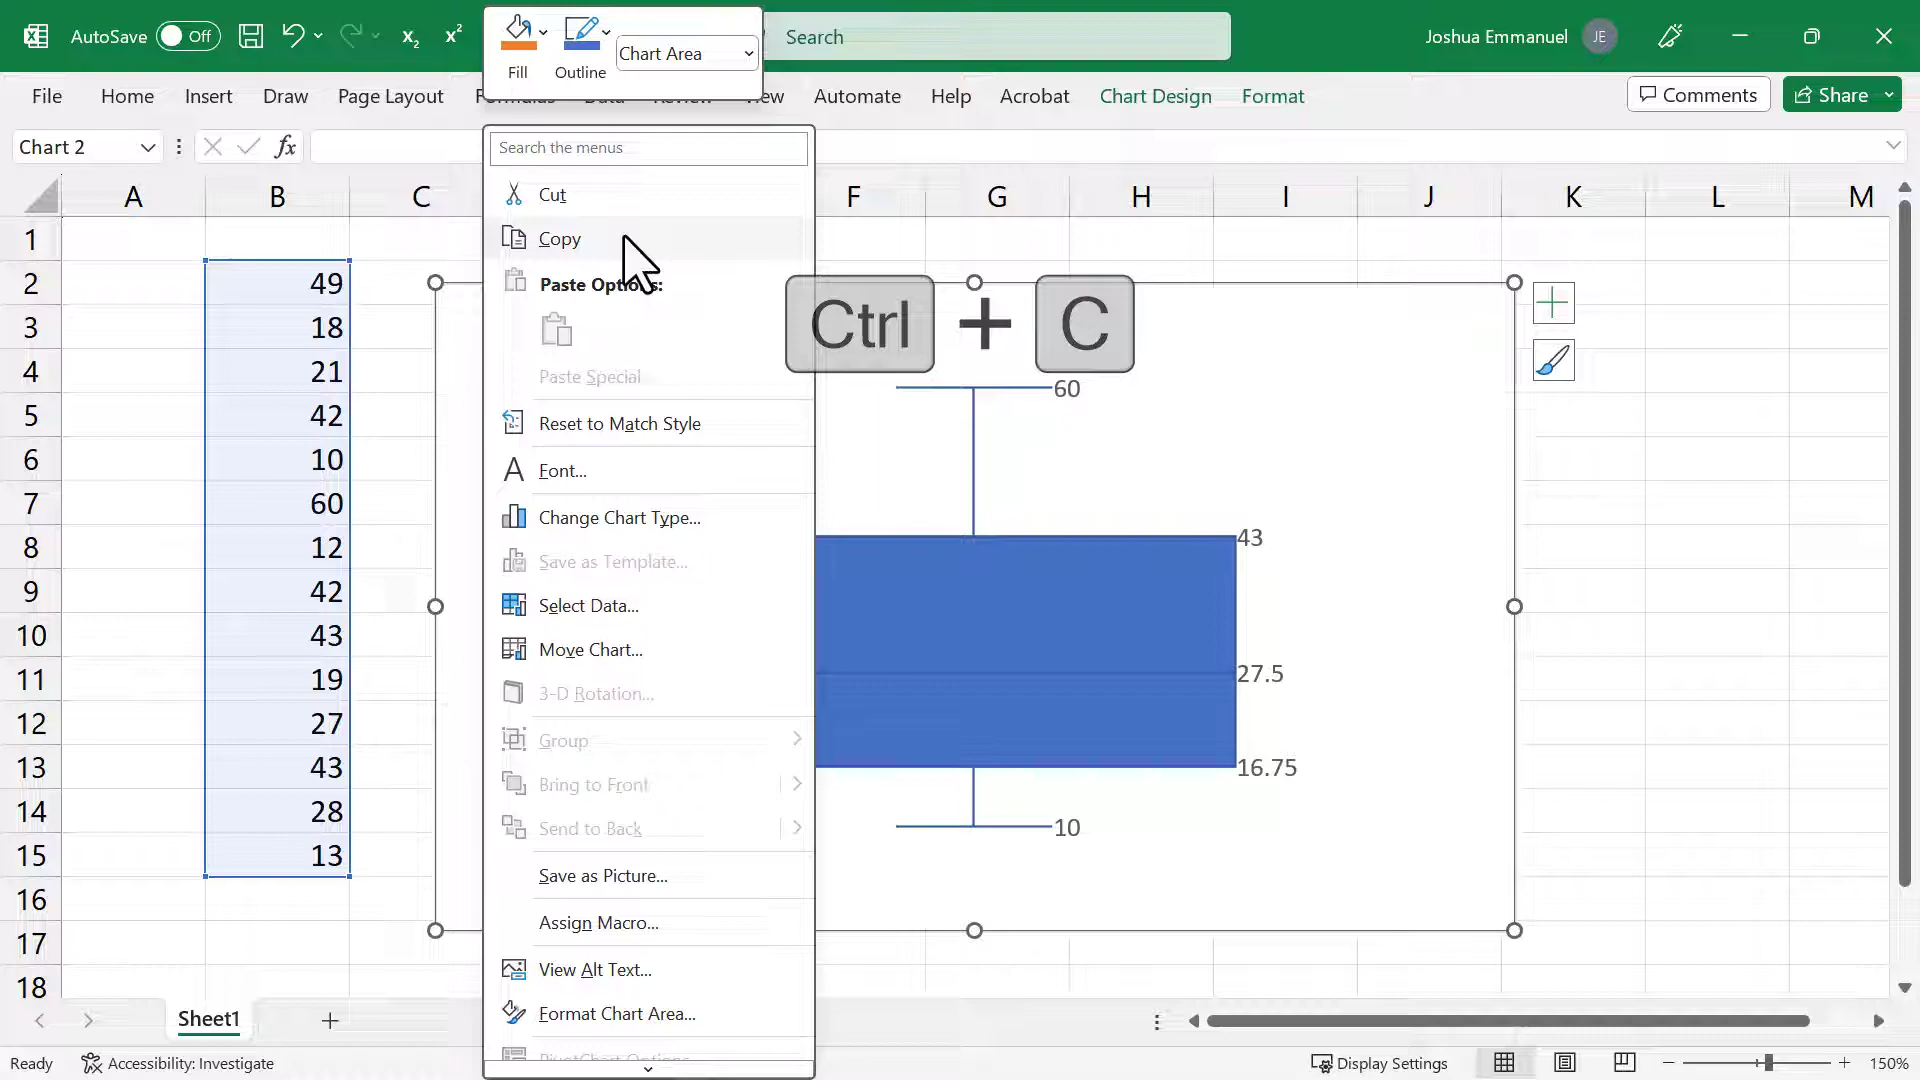 AutoSave Off
x₂ x²
Fill
Outline
Chart Area
Search
Joshua Emmanuel JE
File Home Insert Draw Page Layout View Automate Help Acrobat Chart Design Format Comments Share
Chart 2 fx
Search the menus
A B C F G H I J K L M
1
2 49
3 18
4 21
5 42
6 10
7 60
8 12
9 42
10 43
11 19
12 27
13 43
14 28
15 13
16
17
18
Cut
Copy
Paste Options:
Paste Special
Reset to Match Style
Font...
Change Chart Type...
Save as Template...
Select Data...
Move Chart...
3-D Rotation...
Group
Bring to Front
Send to Back
Save as Picture...
Assign Macro...
View Alt Text...
Format Chart Area...
PivotChart Options
Ctrl + C
60
43
27.5
16.75
10
Sheet1
Ready Accessibility: Investigate Display Settings 150%